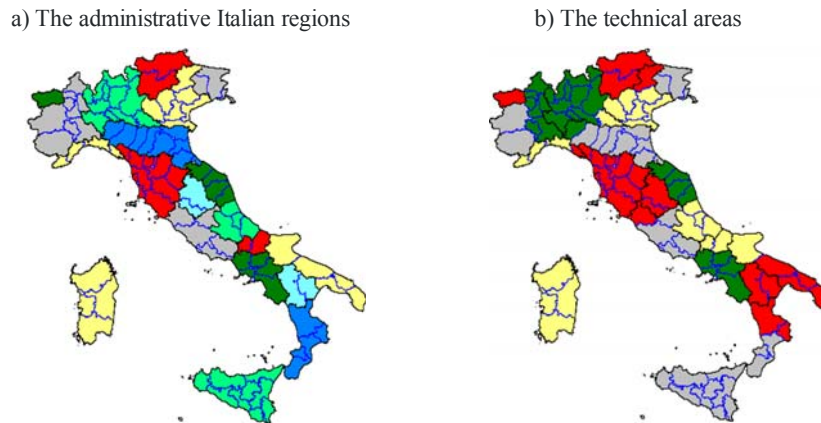 a) The administrative Italian regions
b) The technical areas